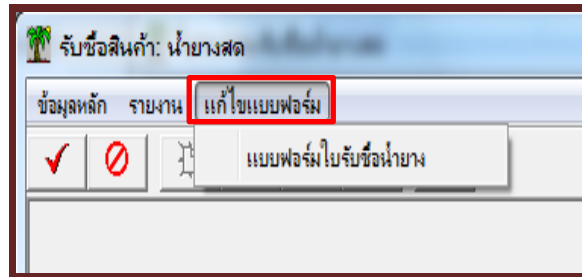 รับซื้อสินค้า: น้ำยางสด
ข้อมูลหลัก รายงาน แก้ไขแบบฟอร์ม
แบบฟอร์มใบรับซื้อน้ำยาง